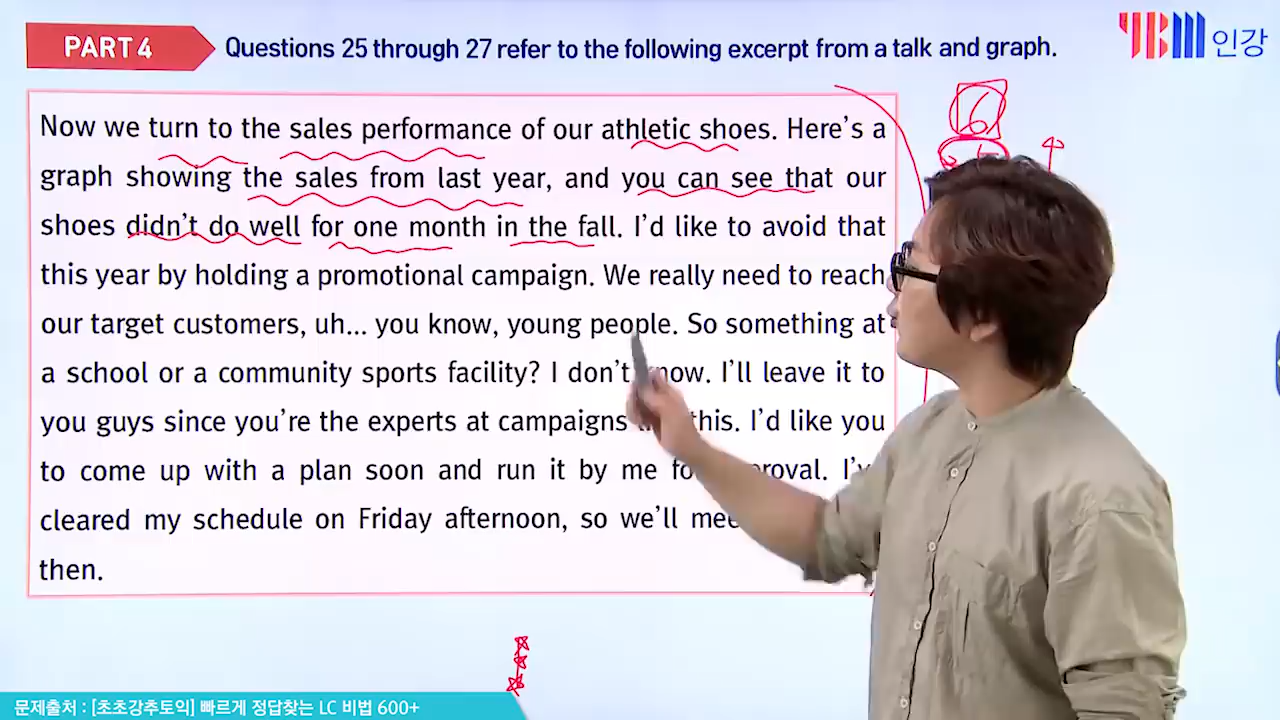 PART 4
Questions 25 through 27 refer to the following excerpt from a talk and graph.
YBM 인강
6
Now we turn to the sales performance of our athletic shoes. Here's a
graph showing the sales from last year, and you can see that our
shoes didn't do well for one month in the fall. I'd like to avoid that
this year by holding a promotional campaign. We really need to reach
our target customers, uh... you know, young people. So something at
a school or a community sports facility? I don't know. I'll leave it to
you guys since you're the experts at campaigns this. I'd like you
to come up with a plan soon and run it by me
cleared my schedule on Friday afternoon, so we'll
then.
문제출처 : [초초강추토익] 빠르게 정답찾는 LC 비법 600+